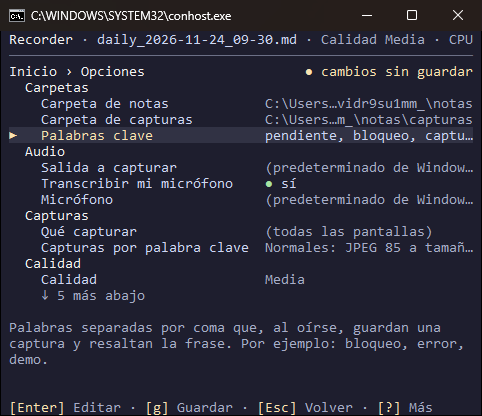 C:\WINDOWS\SYSTEM32\conhost.exe
Recorder · daily_2026-11-24_09-30.md · Calidad Media · CPU
Inicio › Opciones ● cambios sin guardar
Carpetas
Carpeta de notas C:\Users…vidr9su1mm_\notas
Carpeta de capturas C:\Us…m_\notas\capturas
► Palabras clave pendiente, bloqueo, captu…
Audio
Salida a capturar (predeterminado de Window…
Transcribir mi micrófono ● sí
Micrófono (predeterminado de Window…
Capturas
Qué capturar (todas las pantallas)
Capturas por palabra clave Normales: JPEG 85 a tamañ…
Calidad
Calidad Media
↓ 5 más abajo
Palabras separadas por coma que, al oírse, guardan una
captura y resaltan la frase. Por ejemplo: bloqueo, error,
demo.
[Enter] Editar · [g] Guardar · [Esc] Volver · [?] Más